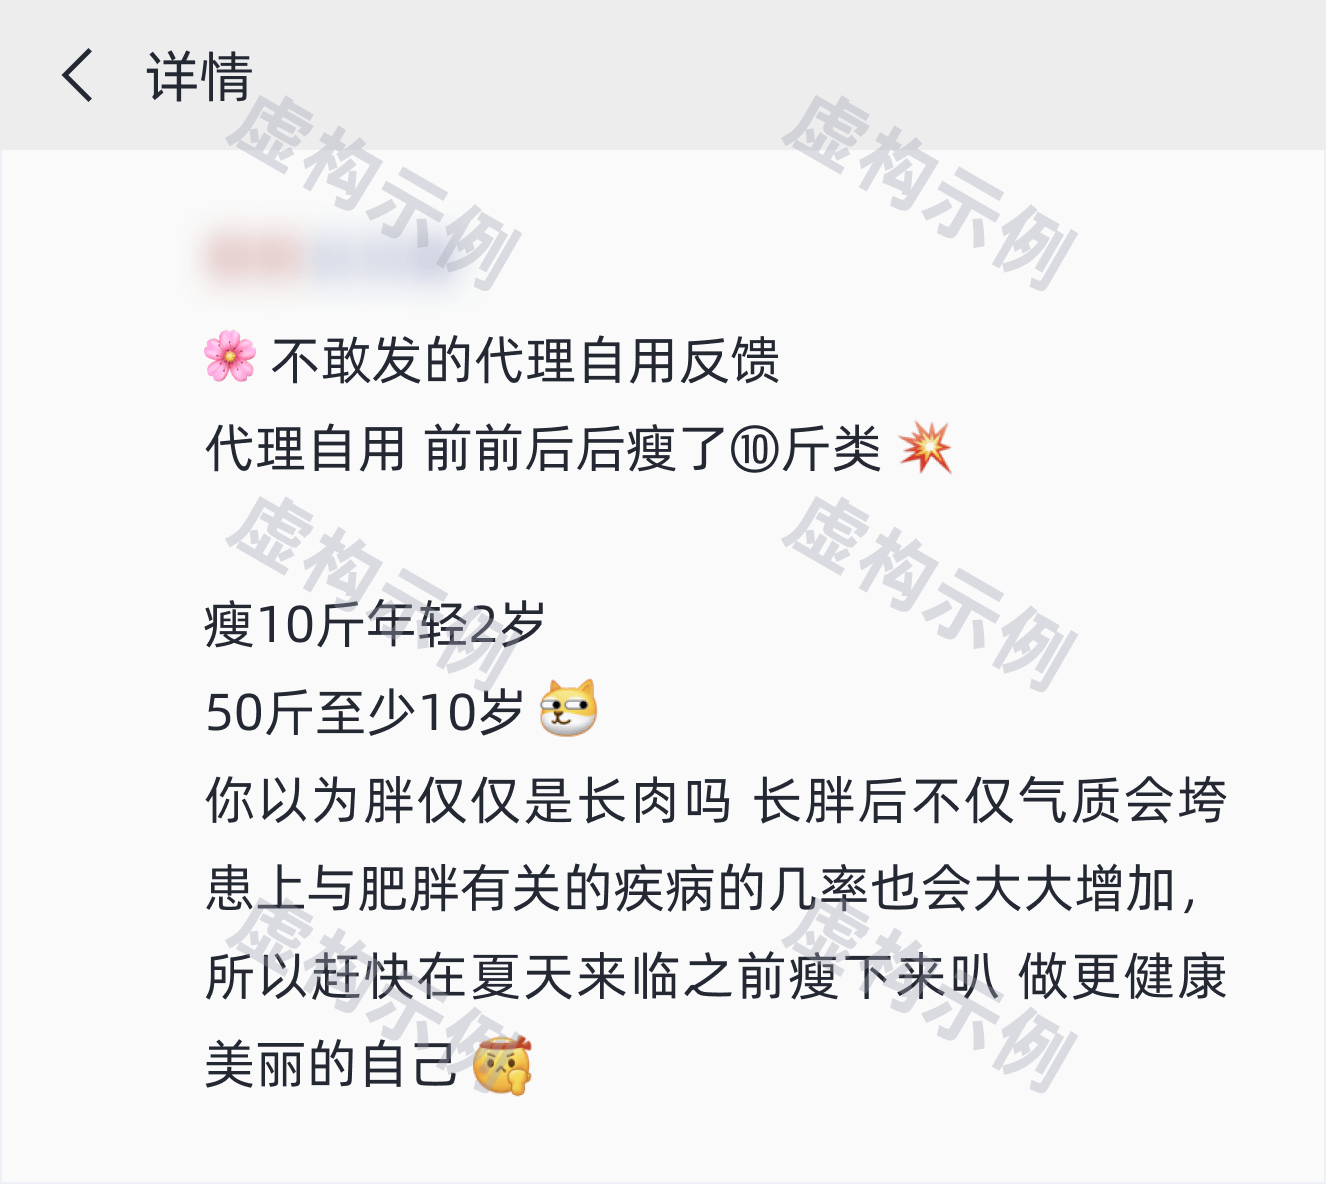 详情
🌸不敢发的代理自用反馈
代理自用 前前后后瘦了⑩斤类💥
瘦10斤年轻2岁
50斤至少10岁
你以为胖仅仅是长肉吗 长胖后不仅气质会垮
患上与肥胖有关的疾病的几率也会大大增加，
所以赶快在夏天来临之前瘦下来叭 做更健康
美丽的自己
虚构示例
虚构示例
虚构示例
虚构示例
虚构示例
虚构示例